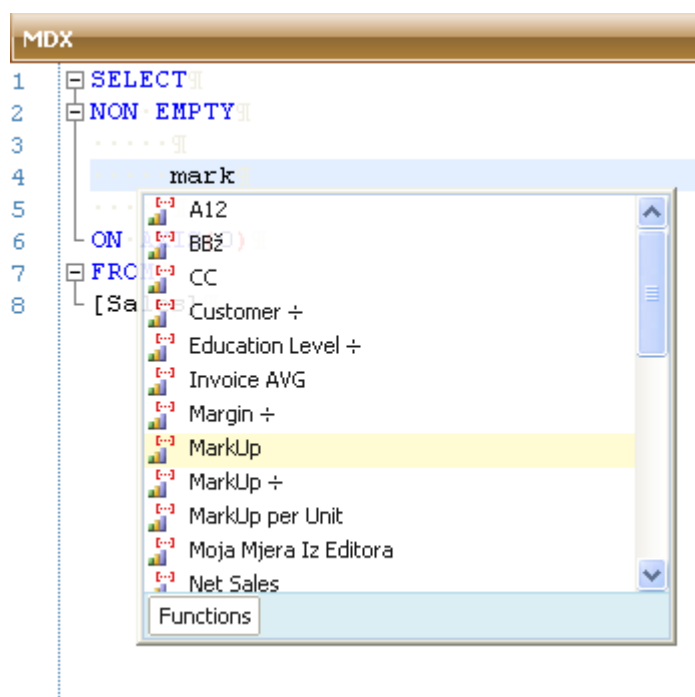 MDX
1 SELECT¶
2 NON EMPTY¶
3 ¶
4 mark¶
5
6 ON
7 FROM
8 [Sales]
A12
BBž
CC
Customer ÷
Education Level ÷
Invoice AVG
Margin ÷
MarkUp
MarkUp ÷
MarkUp per Unit
Moja Mjera Iz Editora
Net Sales
Functions